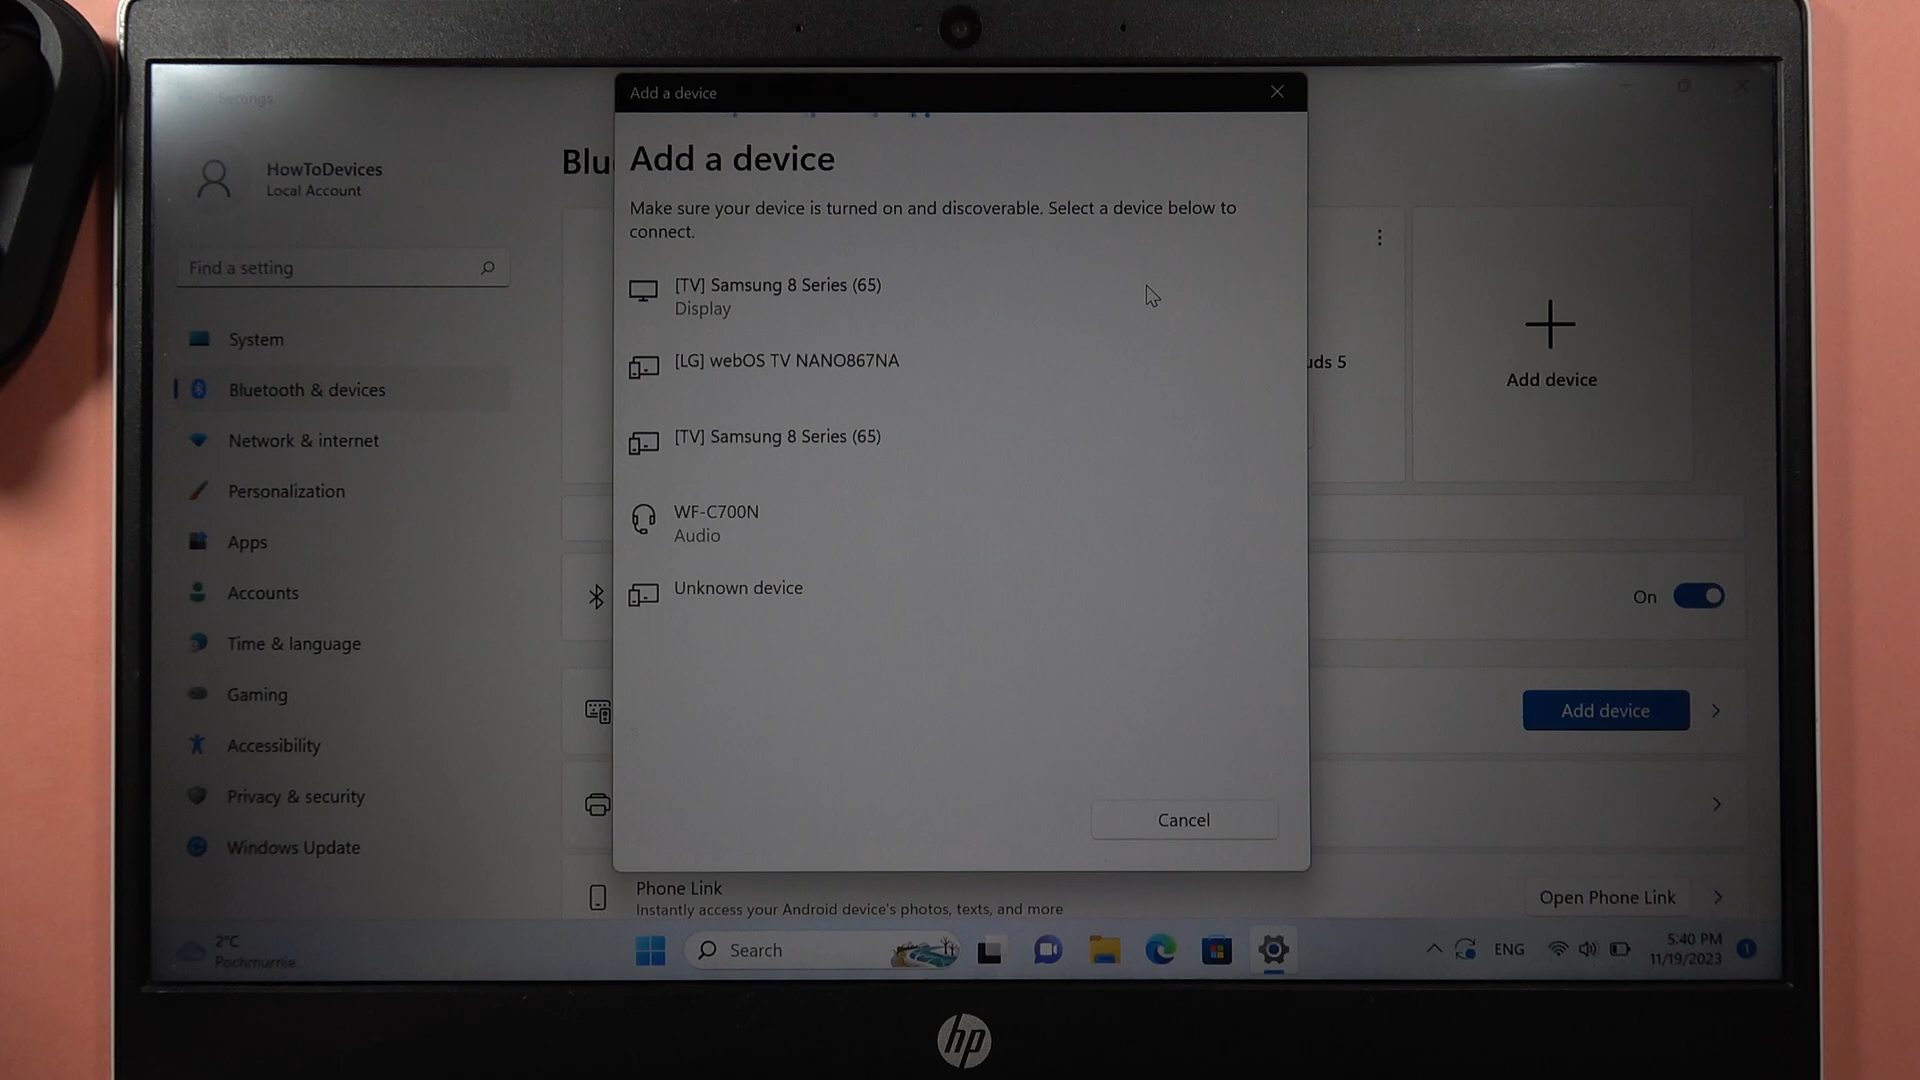 Settings
HowToDevices
Local Account
Find a setting
System
Bluetooth & devices
Network & internet
Personalization
Apps
Accounts
Time & language
Gaming
Accessibility
Privacy & security
Windows Update
Blu
Add a device
Add a device
Make sure your device is turned on and discoverable. Select a device below to
connect.
[TV] Samsung 8 Series (65)
Display
[LG] webOS TV NANO867NA
[TV] Samsung 8 Series (65)
WF-C700N
Audio
Unknown device
Cancel
uds 5
Add device
On
Add device
Phone Link
Instantly access your Android device's photos, texts, and more
Open Phone Link
2°C
Pochmurnie
Search
ENG
5:40 PM
11/19/2023
1
hp